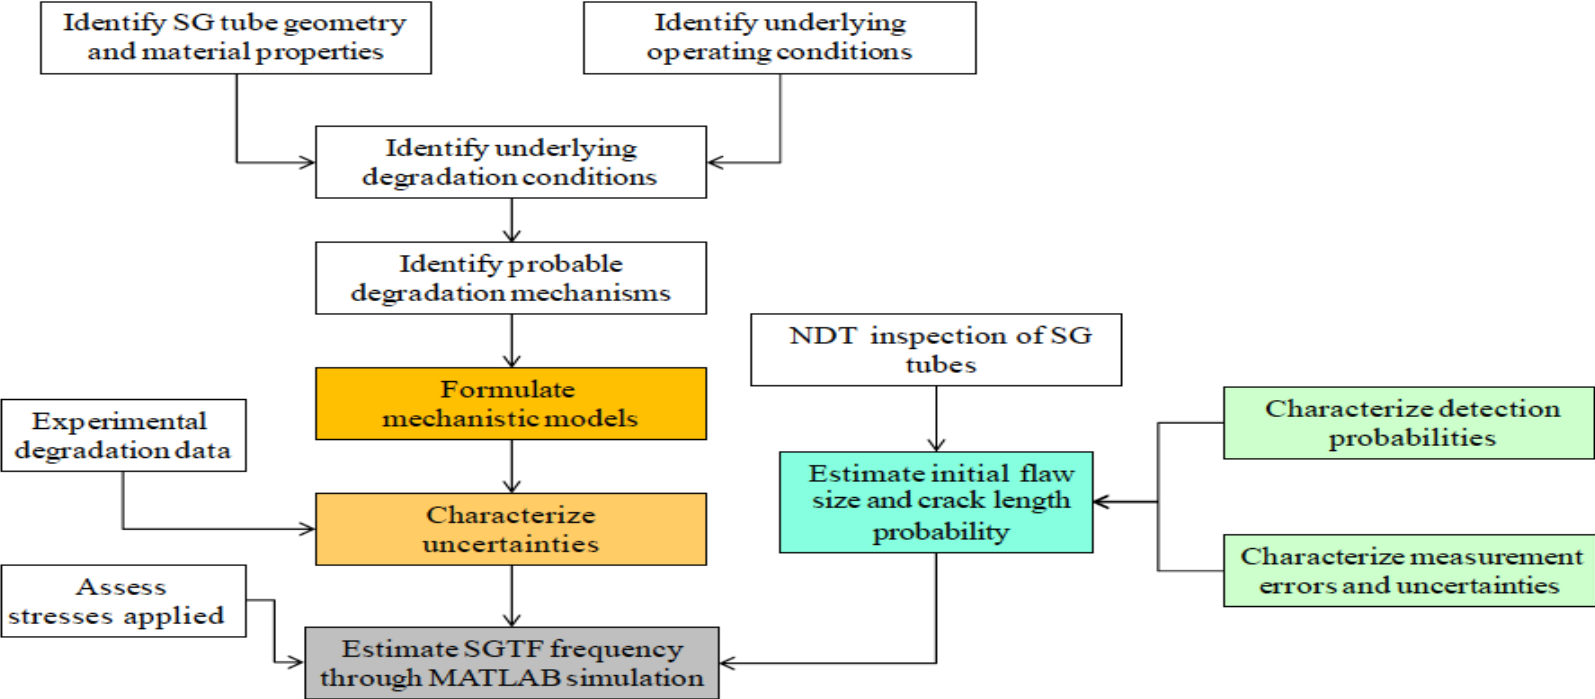 Identify SG tube geometry
and material properties
Identify underlying
operating conditions
Identify underlying
degradation conditions
Identify probable
degradation mechanisms
NDT inspection of SG
tubes
Formulate
mechanistic models
Experimental
degradation data
Characterize detection
probabilities
Estimate initial flaw
size and crack length
probability
Characterize
uncertainties
Characterize measurement
errors and uncertainties
Assess
stresses applied
Estimate SGTF frequency
through MATLAB simulation